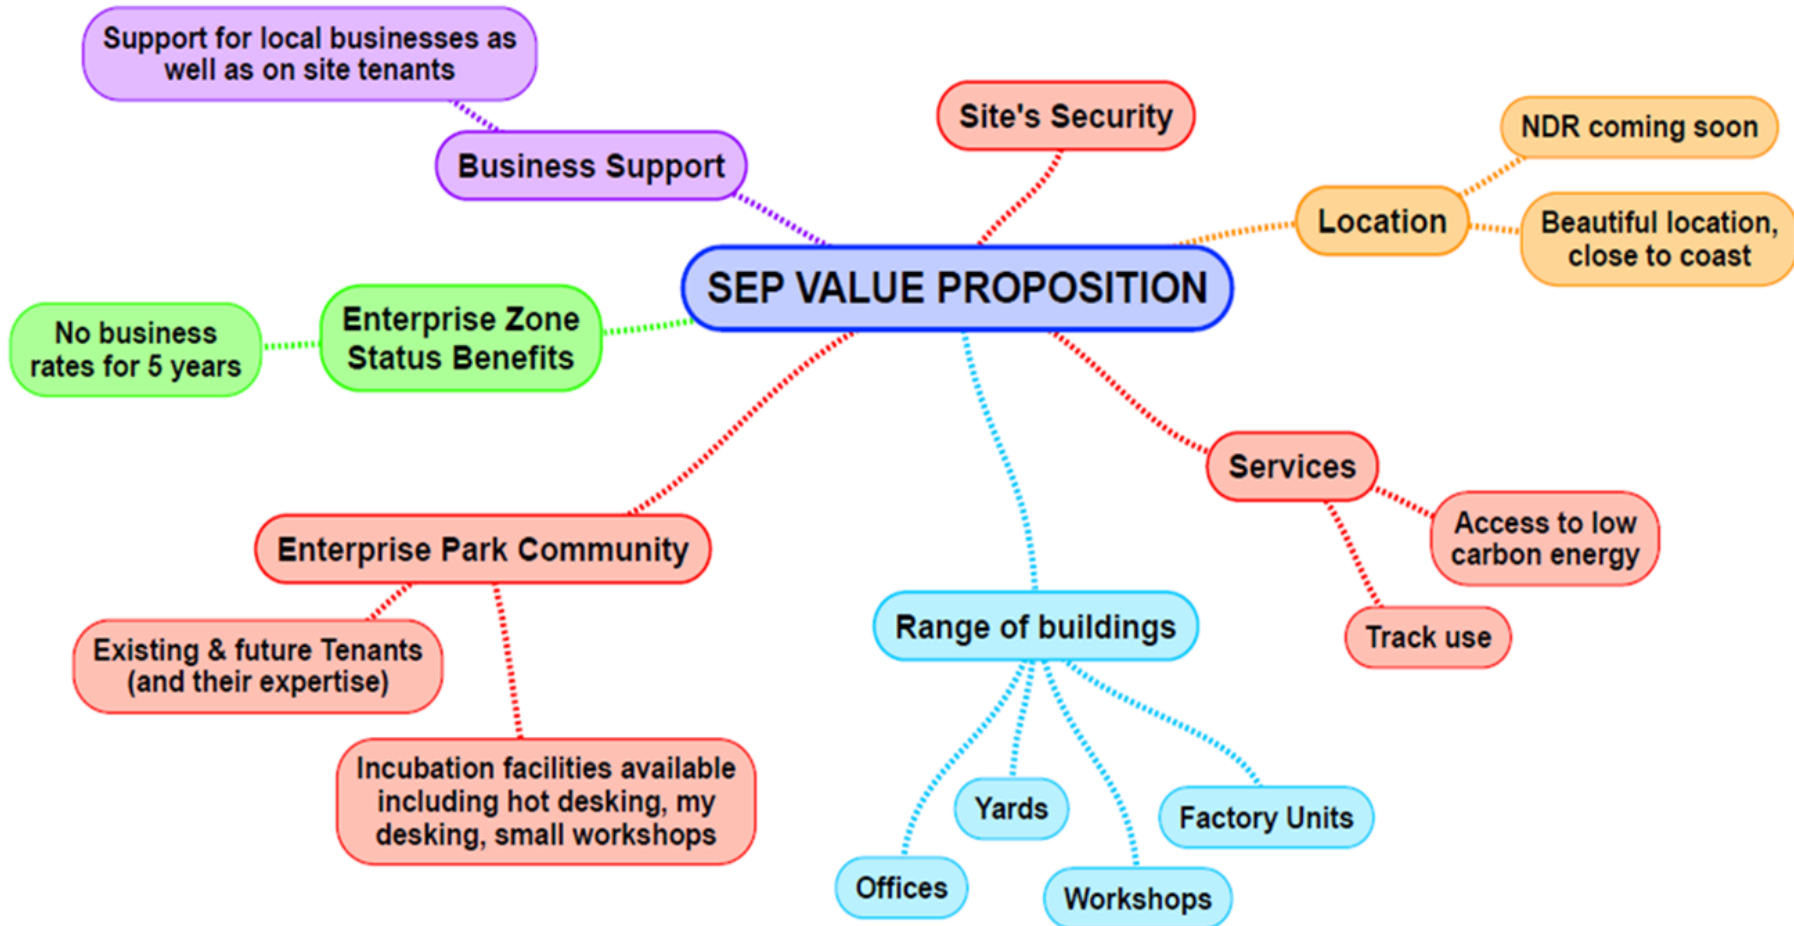 Support for local businesses as
well as on site tenants
Business Support
Site's Security
NDR coming soon
Location
Beautiful location,
close to coast
SEP VALUE PROPOSITION
Enterprise Zone
Status Benefits
No business
rates for 5 years
Services
Access to low
carbon energy
Track use
Enterprise Park Community
Existing & future Tenants
(and their expertise)
Incubation facilities available
including hot desking, my
desking, small workshops
Range of buildings
Yards
Factory Units
Offices
Workshops